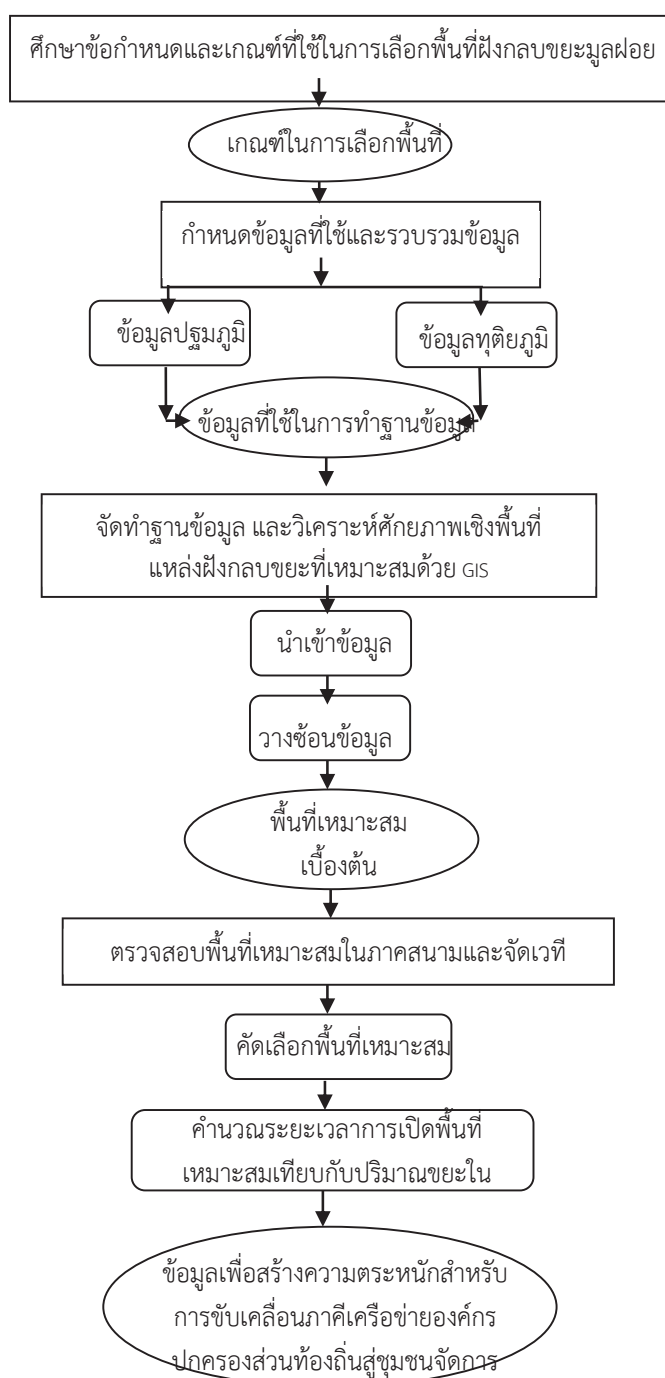 ศึกษาข้อกำหนดและเกณฑ์ที่ใช้ในการเลือกพื้นที่ฝังกลบขยะมูลฝอย
เกณฑ์ในการเลือกพื้นที่
กำหนดข้อมูลที่ใช้และรวบรวมข้อมูล
ข้อมูลปฐมภูมิ
ข้อมูลทุติยภูมิ
ข้อมูลที่ใช้ในการทำฐานข้อมูล
จัดทำฐานข้อมูล และวิเคราะห์ศักยภาพเชิงพื้นที่
แหล่งฝังกลบขยะที่เหมาะสมด้วย GIS
นำเข้าข้อมูล
วางซ้อนข้อมูล
พื้นที่เหมาะสม
เบื้องต้น
ตรวจสอบพื้นที่เหมาะสมในภาคสนามและจัดเวที
คัดเลือกพื้นที่เหมาะสม
คำนวณระยะเวลาการเปิดพื้นที่
เหมาะสมเทียบกับปริมาณขยะใน
ข้อมูลเพื่อสร้างความตระหนักสำหรับ
การขับเคลื่อนภาคีเครือข่ายองค์กร
ปกครองส่วนท้องถิ่นสู่ชุมชนจัดการ